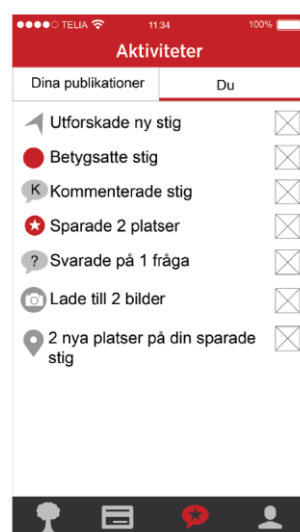 TELIA 11:34 100%
Aktiviteter
Dina publikationer Du
Utforskade ny stig
Betygsatte stig
K Kommenterade stig
Sparade 2 platser
? Svarade på 1 fråga
Lade till 2 bilder
2 nya platser på din sparade
stig